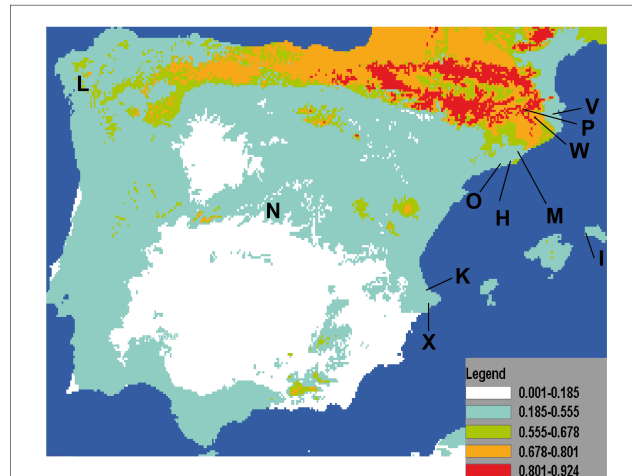 L
V
P
W
O
H
M
N
I
K
X
Legend
0.001-0.185
0.185-0.555
0.555-0.678
0.678-0.801
0.801-0.924